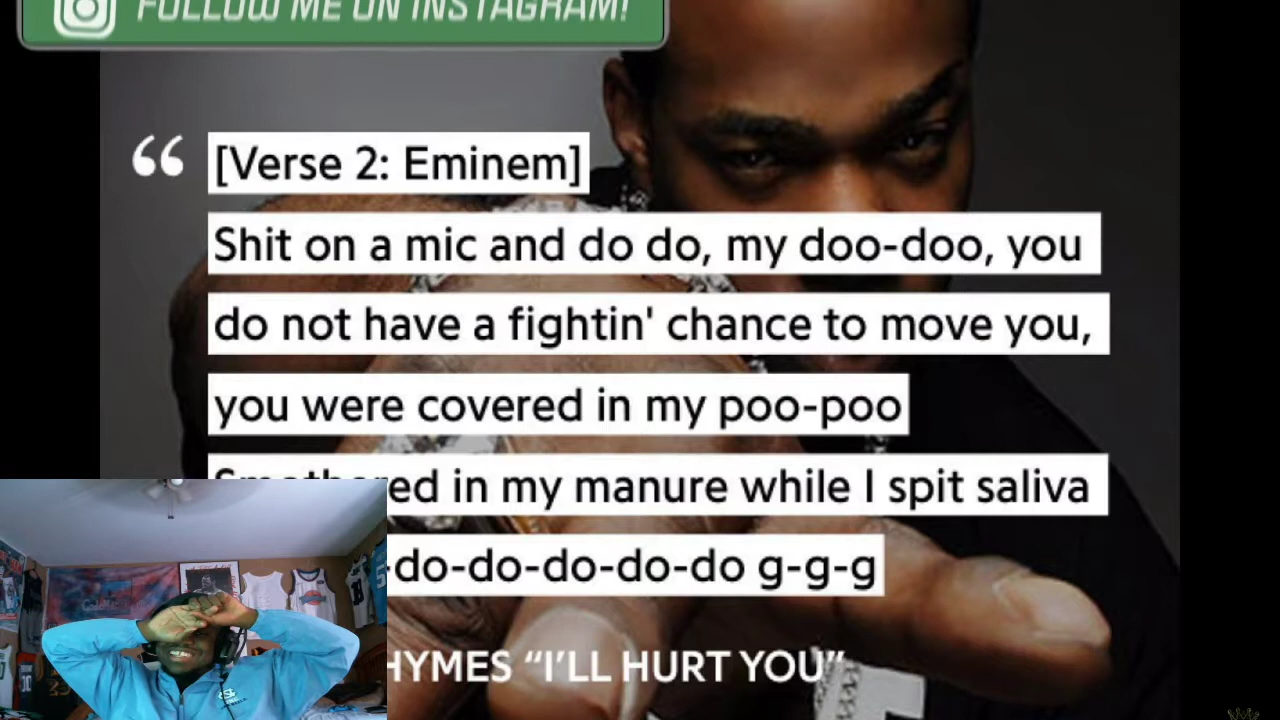 FOLLOW ME ON INSTAGRAM!
“
[Verse 2: Eminem]
Shit on a mic and do do, my doo-doo, you
do not have a fightin' chance to move you,
you were covered in my poo-poo
Smothered in my manure while I spit saliva
-do-do-do-do-do g-g-g
HYMES “I’LL HURT YOU”